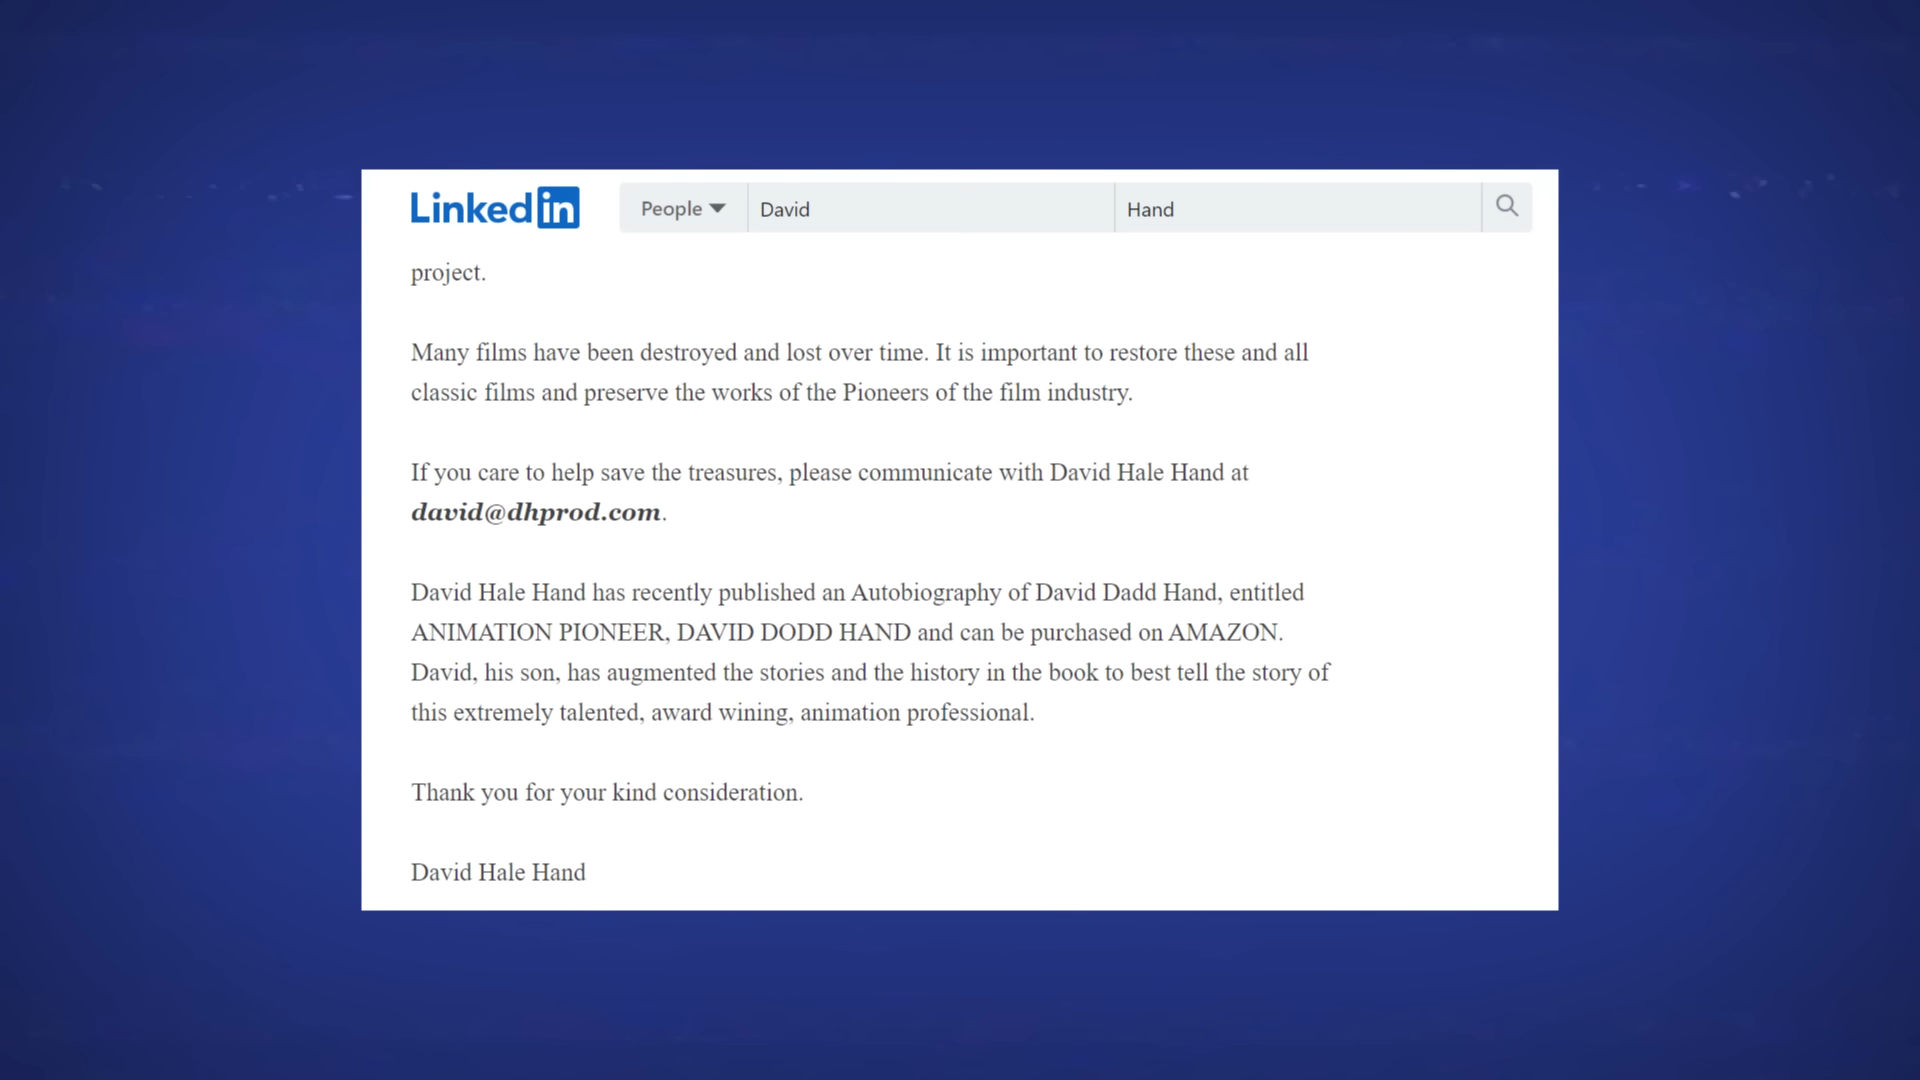 LinkedIn People David Hand
project.
Many films have been destroyed and lost over time. It is important to restore these and all
classic films and preserve the works of the Pioneers of the film industry.
If you care to help save the treasures, please communicate with David Hale Hand at
david@dhprod.com.
David Hale Hand has recently published an Autobiography of David Dadd Hand, entitled
ANIMATION PIONEER, DAVID DODD HAND and can be purchased on AMAZON.
David, his son, has augmented the stories and the history in the book to best tell the story of
this extremely talented, award wining, animation professional.
Thank you for your kind consideration.
David Hale Hand